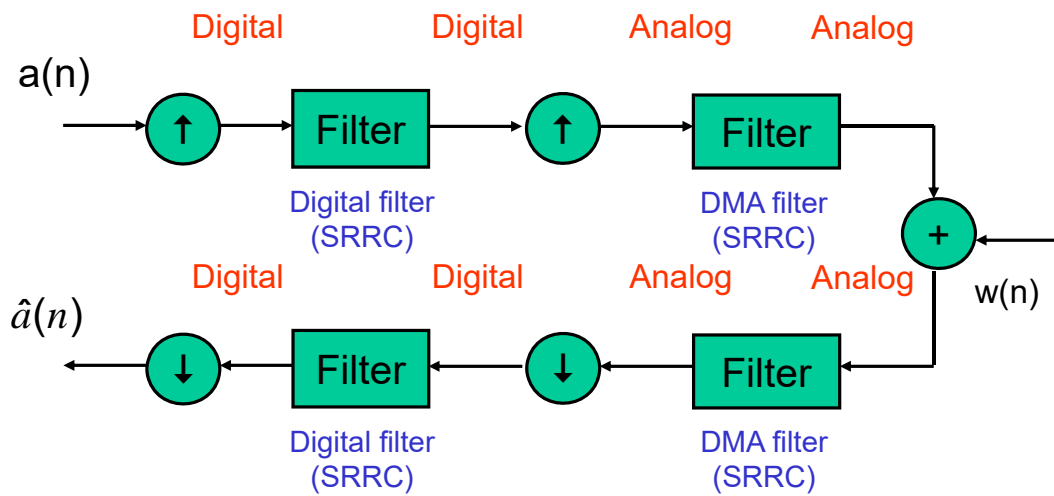 Digital Digital Analog Analog
a(n)
↑ Filter ↑ Filter
Digital filter DMA filter
(SRRC) (SRRC)
+
Digital Digital Analog Analog
w(n)
â(n)
↓ Filter ↓ Filter
Digital filter DMA filter
(SRRC) (SRRC)